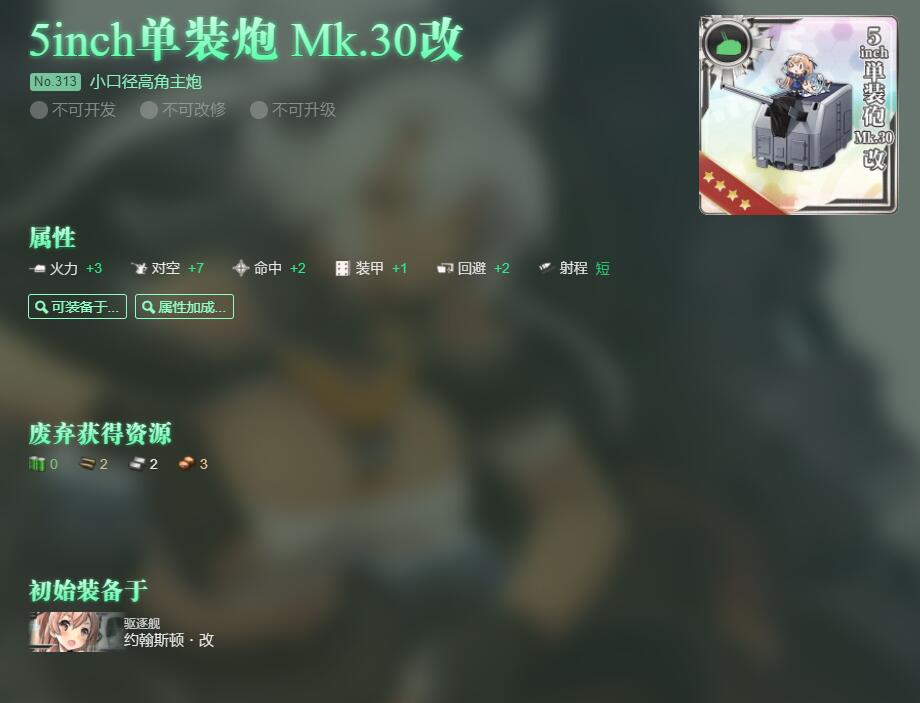 5inch单装炮 Mk.30改
No.313 小口径高角主炮
不可开发 不可改修 不可升级
5
inch
単
装
砲
Mk.30
改
属性
火力 +3 对空 +7 命中 +2 装甲 +1 回避 +2 射程 短
可装备于... 属性加成...
废弃获得资源
0 2 2 3
初始装备于
驱逐舰
约翰斯顿·改